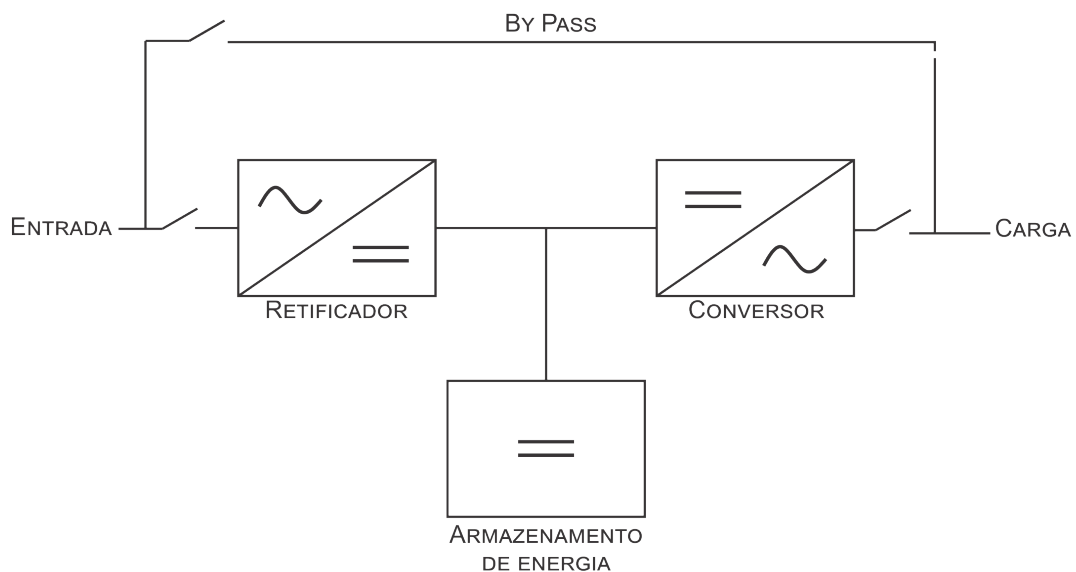 By Pass
Entrada
Carga
Retificador
Conversor
Armazenamento
de energia